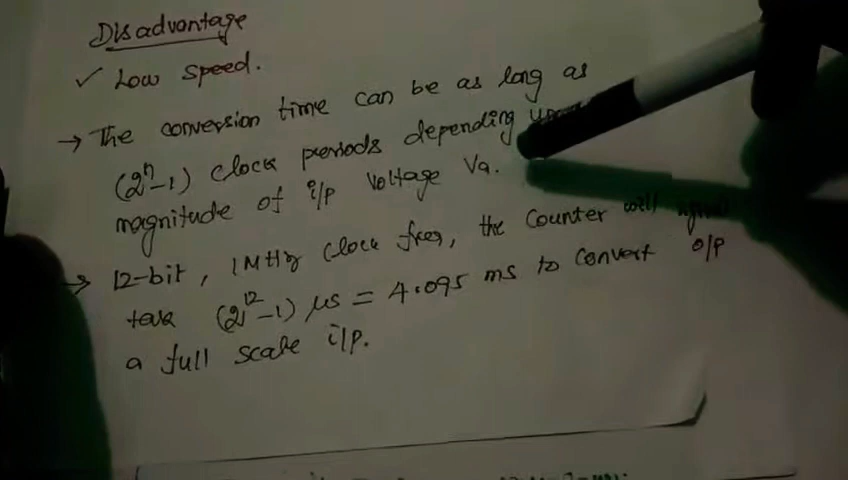 Disadvantage
✓ Low speed.
→ The conversion time can be as long as
(2ⁿ-1) clock periods depending
magnitude of i/p voltage Va.
→ 12-bit, 1MHz clock freq, the counter will
take (2¹²-1) μs = 4.095 ms to convert o/p
a full scale i/p.